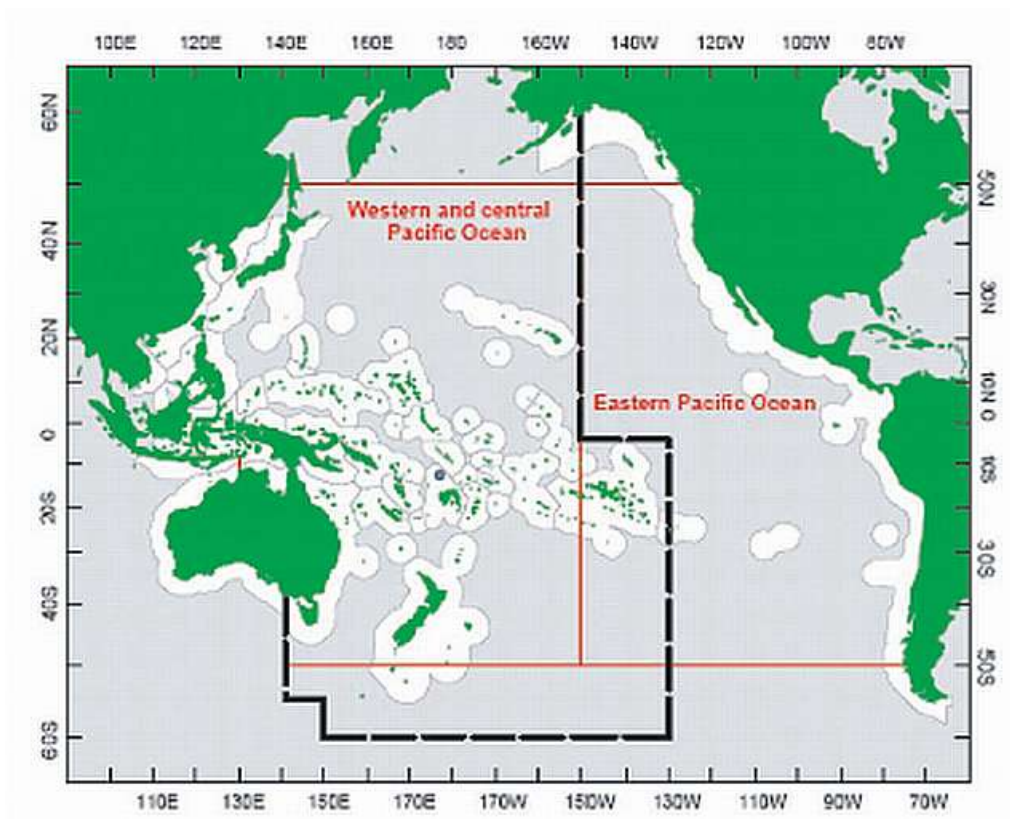 100E 120E 140E 160E 180 160W 140W 120W 100W 80W
60N
50N
Western and central
Pacific Ocean
40N
30N
20N
10N
Eastern Pacific Ocean
0
0
10S
20S
30S
40S
50S
60S
110E 130E 150E 170E 170W 150W 130W 110W 90W 70W